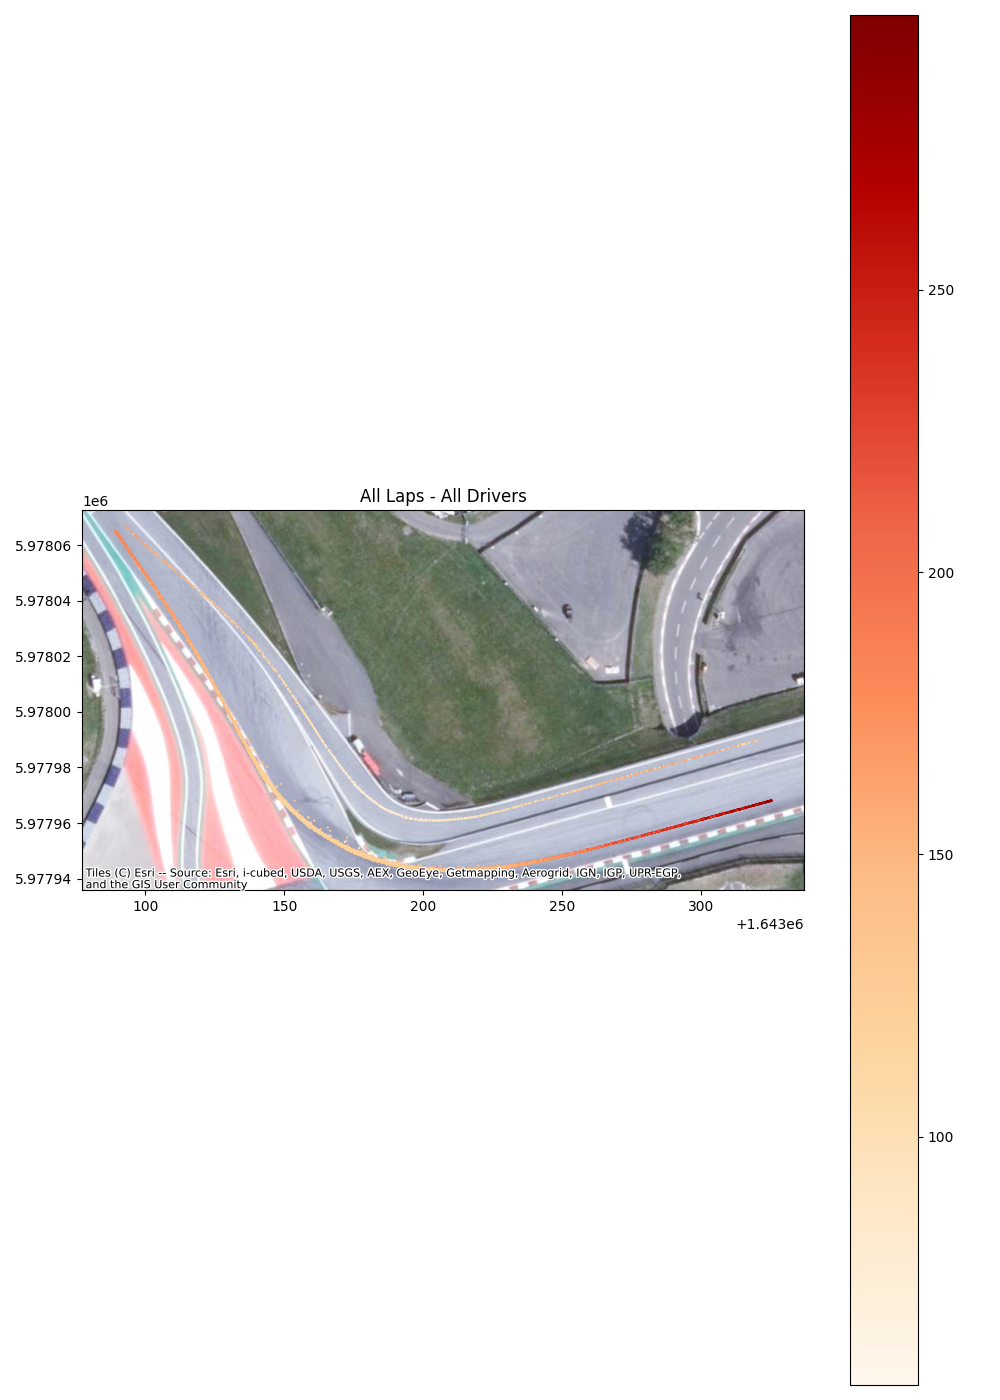 All Laps - All Drivers
1e6
5.97806
5.97804
5.97802
5.97800
5.97798
5.97796
5.97794
Tiles (C) Esri -- Source: Esri, i-cubed, USDA, USGS, AEX, GeoEye, Getmapping, Aerogrid, IGN, IGP, UPR-EGP,
and the GIS User Community
100 150 200 250 300
+1.643e6
250
200
150
100